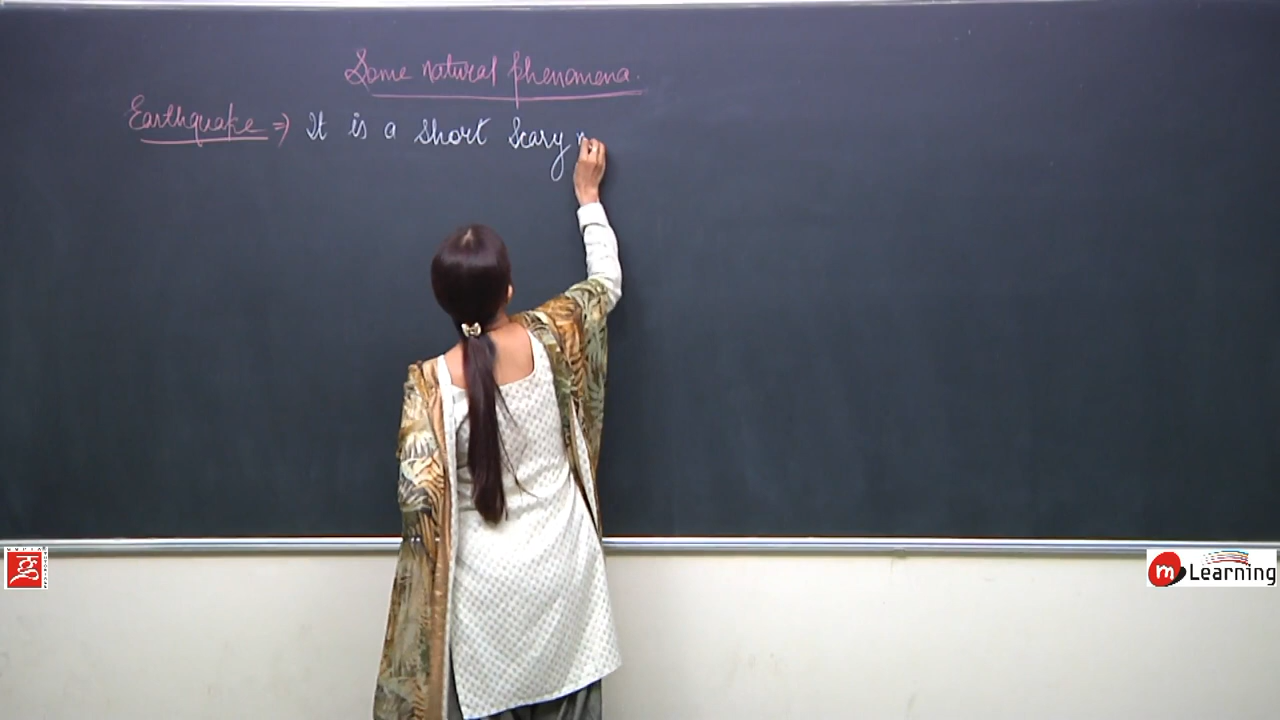 Some natural phenomena.
Earthquake => It is a short scary
ग
m Learning